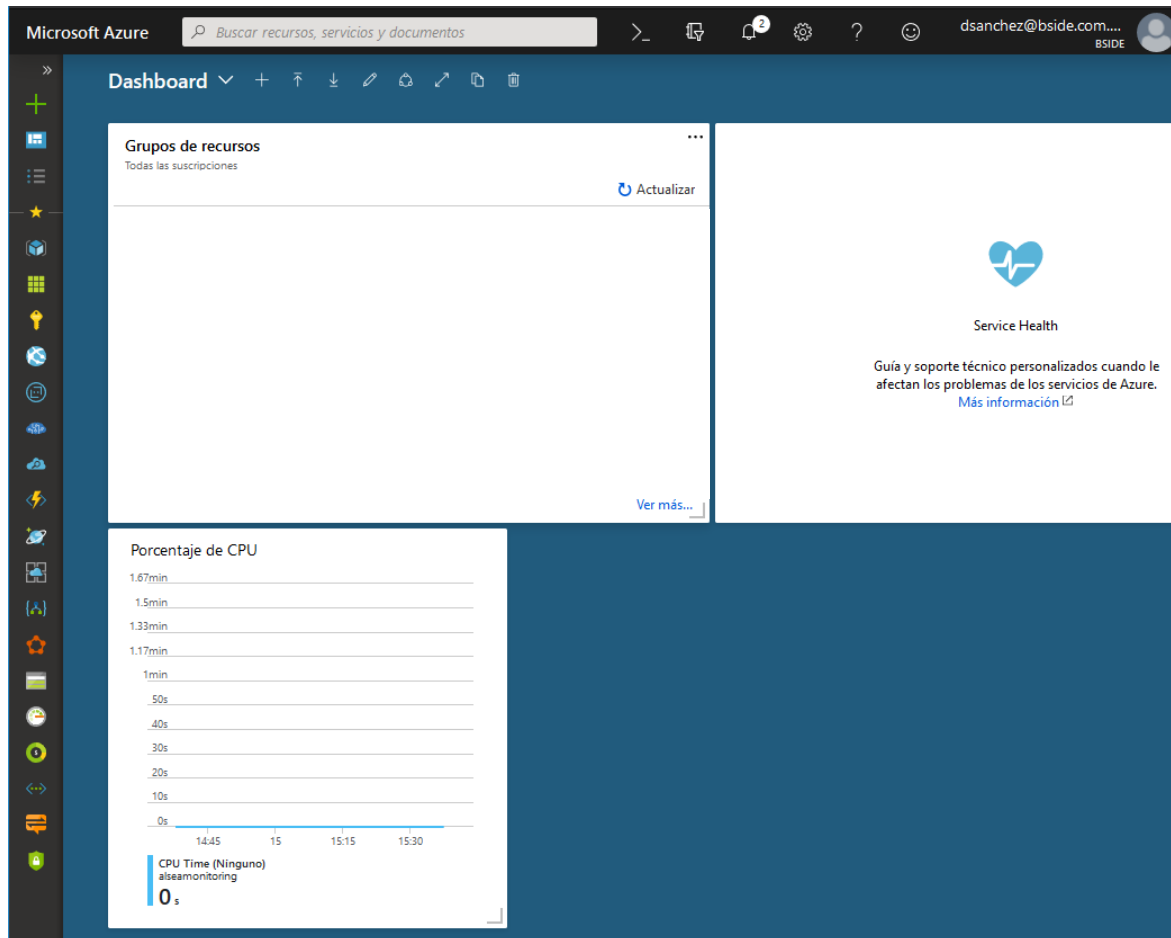 Microsoft Azure
Buscar recursos, servicios y documentos
2
dsanchez@bside.com....
BSIDE
Dashboard
Grupos de recursos
Todas las suscripciones
Actualizar
Ver más...
Service Health
Guía y soporte técnico personalizados cuando le
afectan los problemas de los servicios de Azure.
Más información
Porcentaje de CPU
1.67min
1.5min
1.33min
1.17min
1min
50s
40s
30s
20s
10s
0s
14:45 15 15:15 15:30
CPU Time (Ninguno)
alseamonitoring
0 s